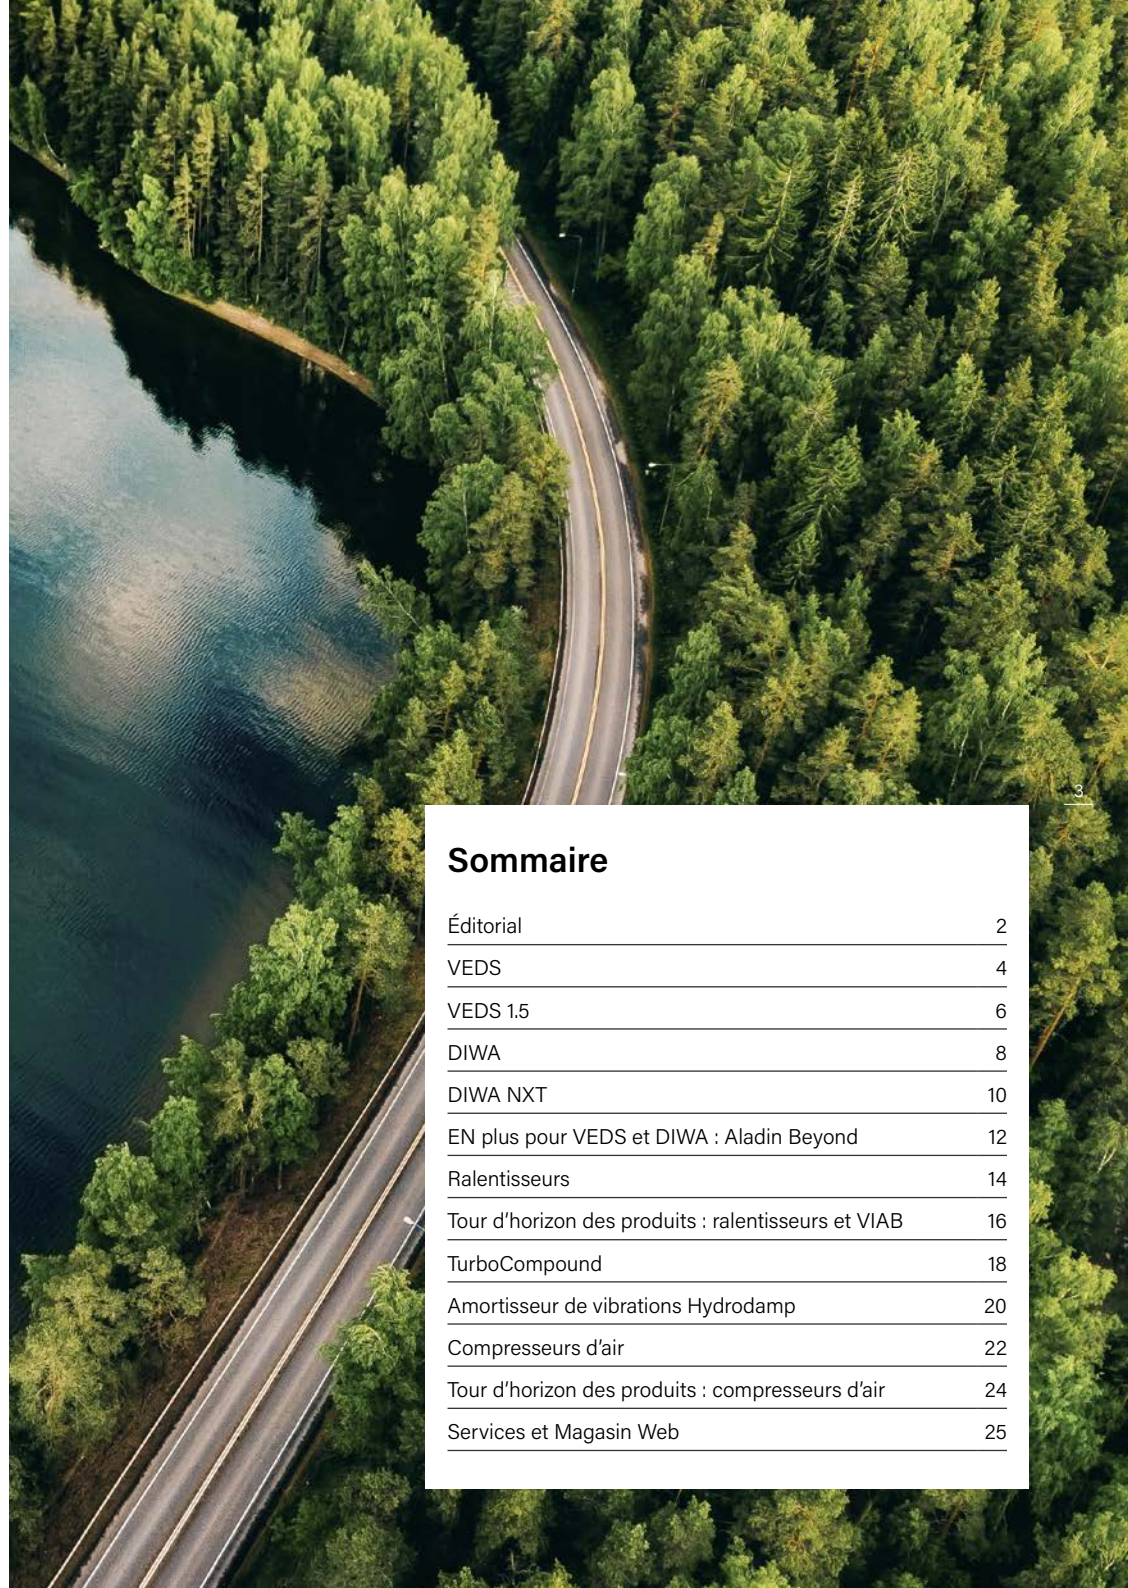 3
Sommaire
Éditorial 2
VEDS 4
VEDS 1.5 6
DIWA 8
DIWA NXT 10
EN plus pour VEDS et DIWA : Aladin Beyond 12
Ralentisseurs 14
Tour d’horizon des produits : ralentisseurs et VIAB 16
TurboCompound 18
Amortisseur de vibrations Hydrodamp 20
Compresseurs d’air 22
Tour d’horizon des produits : compresseurs d’air 24
Services et Magasin Web 25